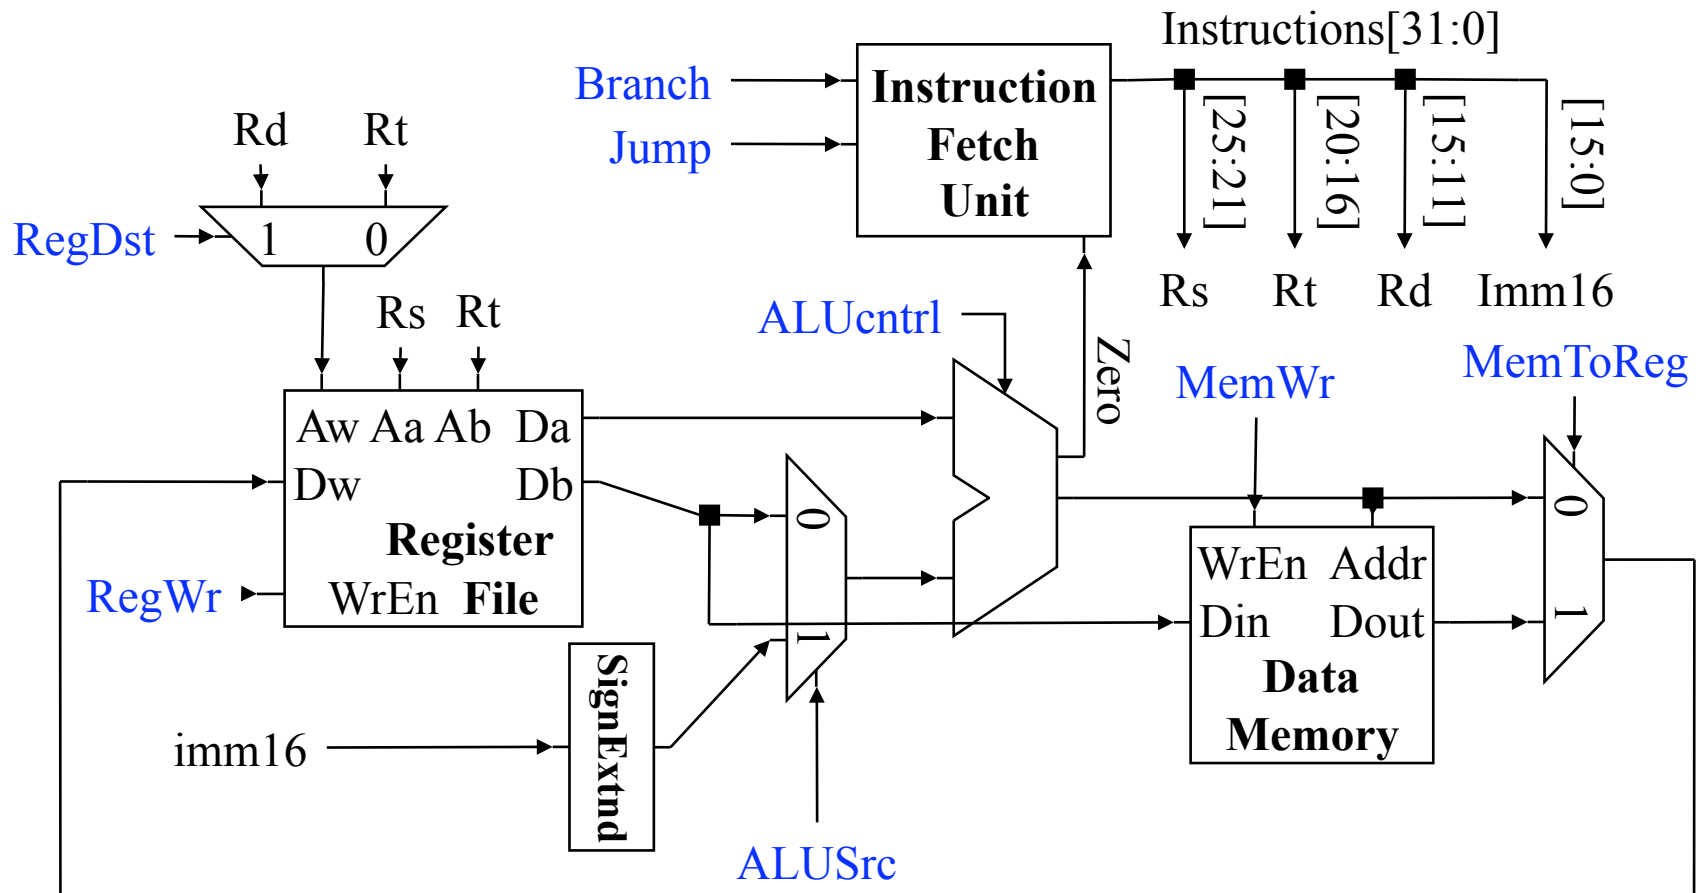 Instructions[31:0]
Branch
Jump
Instruction
Fetch
Unit
[25:21]
[20:16]
[15:11]
[15:0]
Rs
Rt
Rd
Imm16
Rd
Rt
RegDst
1
0
Rs
Rt
ALUcntrl
Zero
MemWr
MemToReg
Aw Aa Ab Da
Dw
Db
Register
WrEn File
RegWr
0
1
WrEn Addr
Din
Dout
Data
Memory
0
1
imm16
SignExtnd
ALUSrc